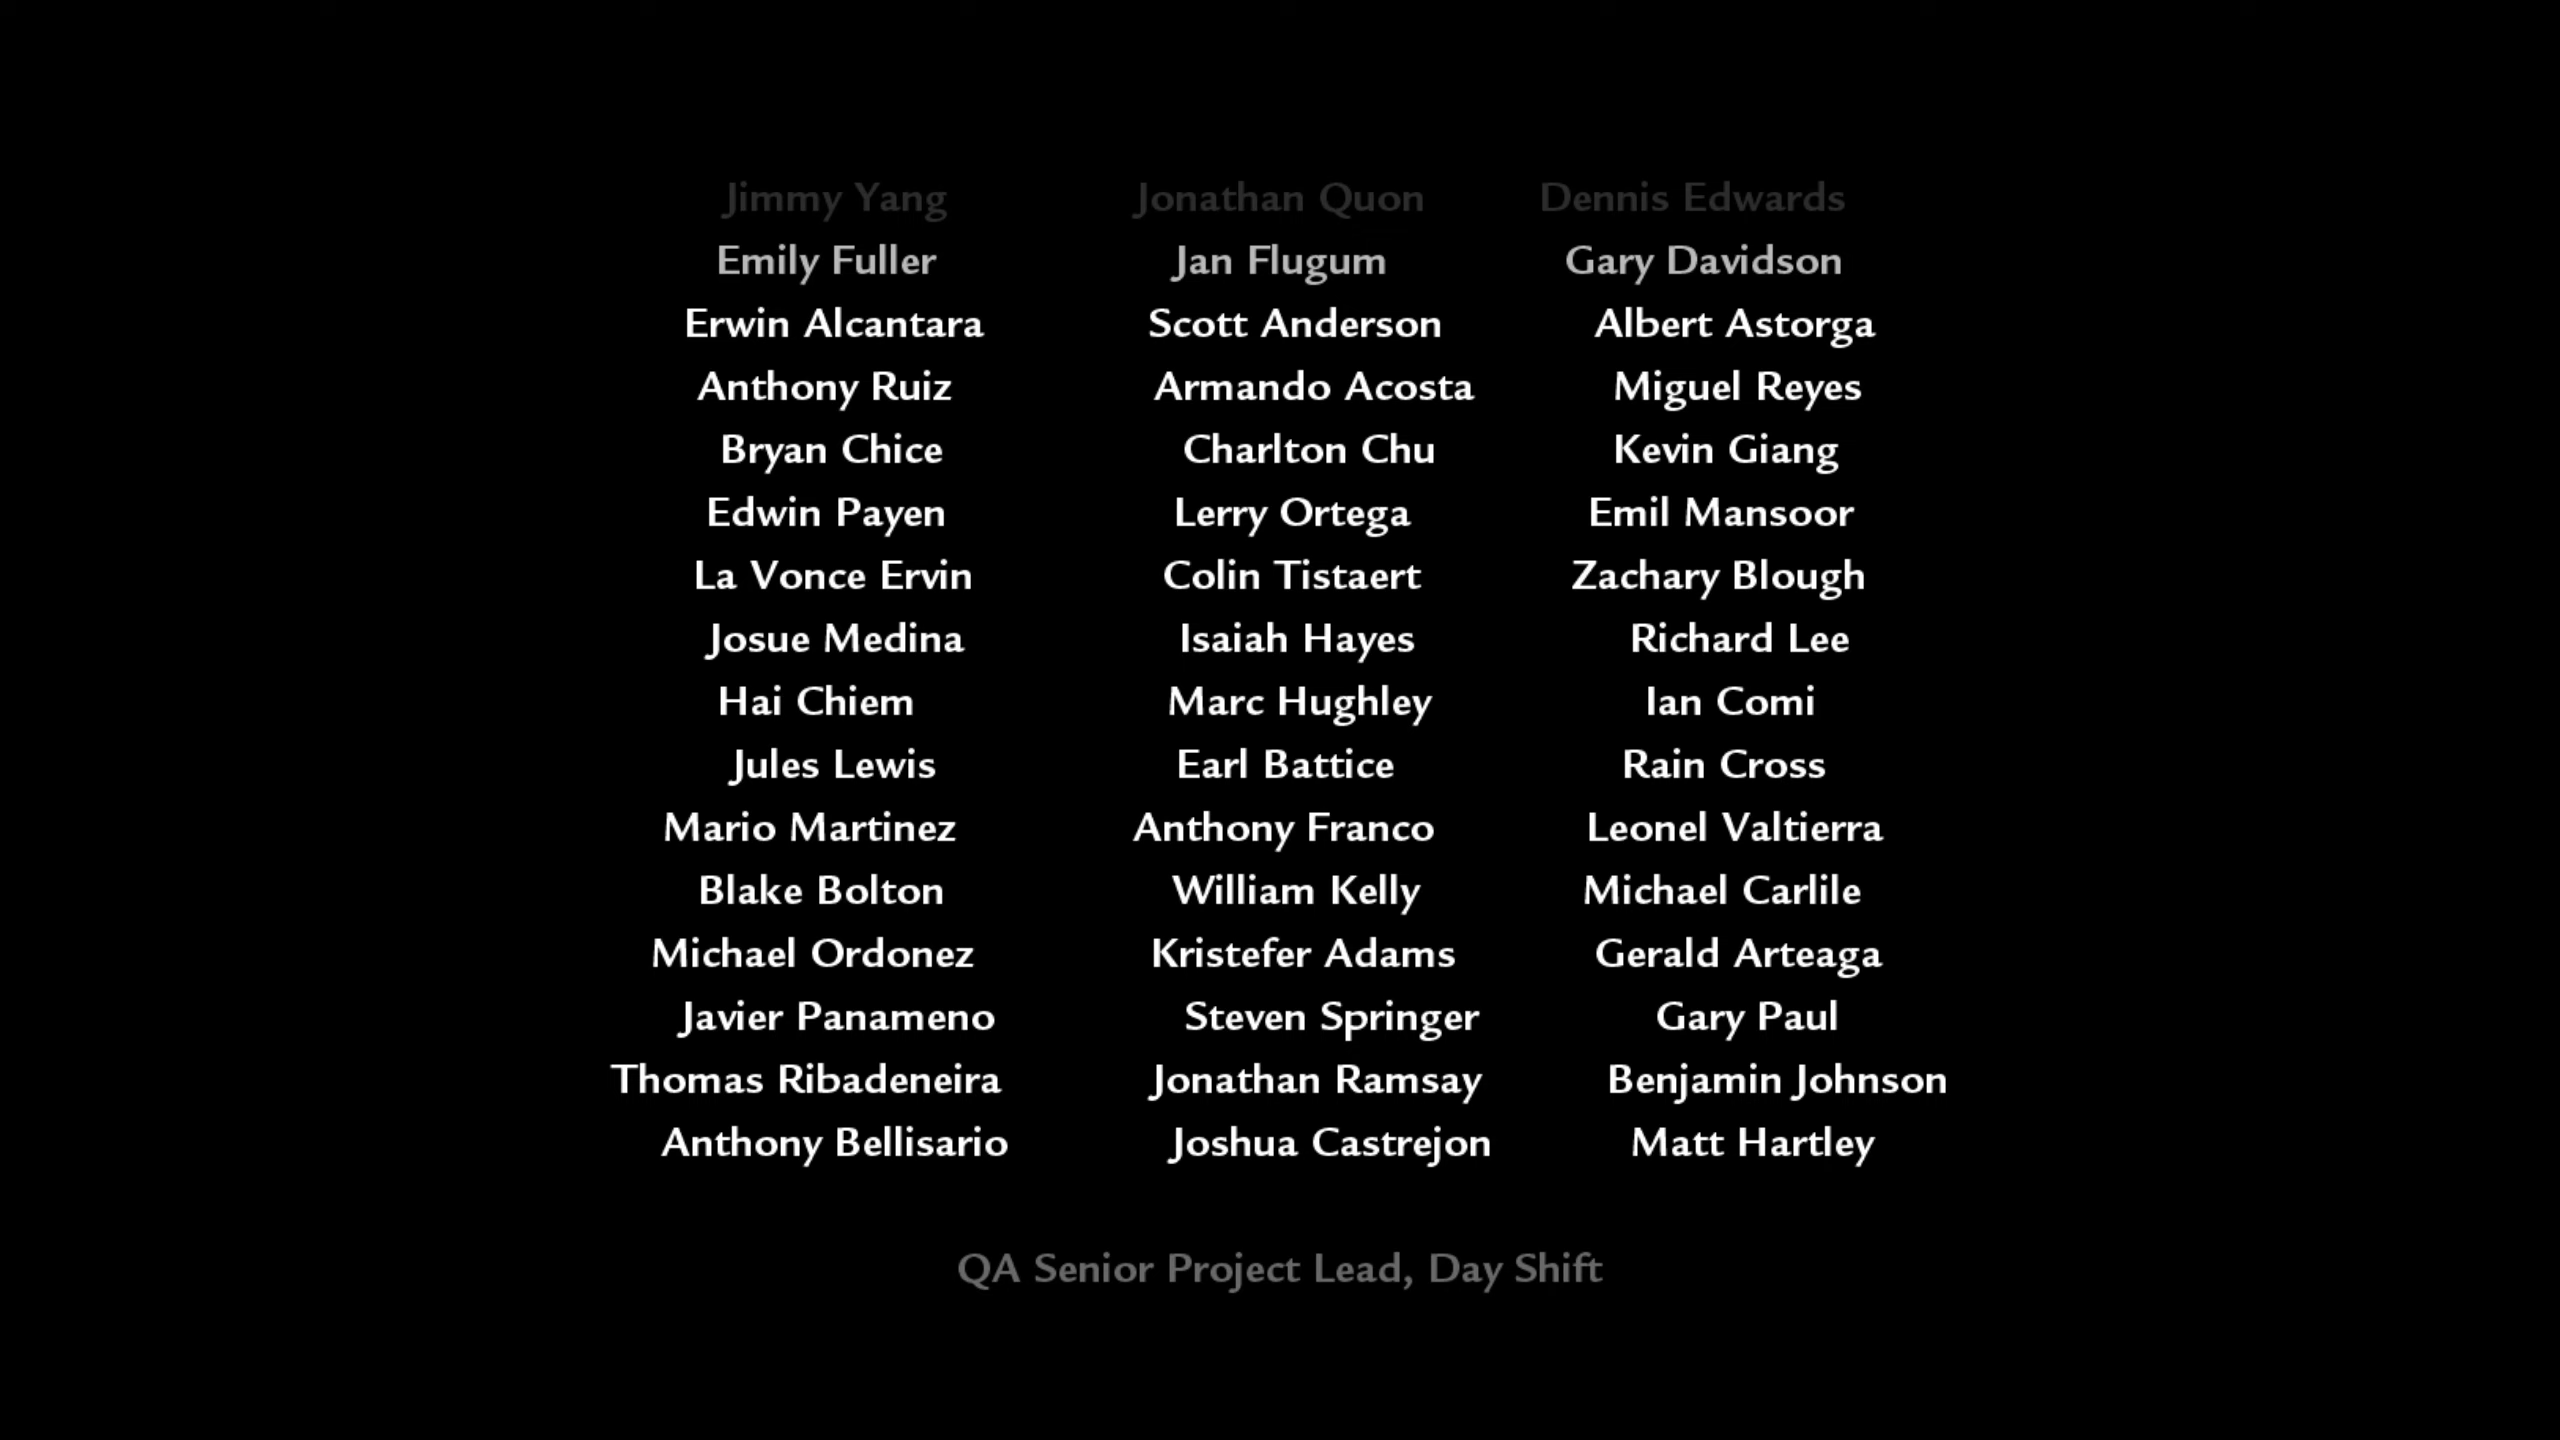 Jimmy Yang Jonathan Quon Dennis Edwards
Emily Fuller Jan Flugum Gary Davidson
Erwin Alcantara Scott Anderson Albert Astorga
Anthony Ruiz Armando Acosta Miguel Reyes
Bryan Chice Charlton Chu Kevin Giang
Edwin Payen Lerry Ortega Emil Mansoor
La Vonce Ervin Colin Tistaert Zachary Blough
Josue Medina Isaiah Hayes Richard Lee
Hai Chiem Marc Hughley Ian Comi
Jules Lewis Earl Battice Rain Cross
Mario Martinez Anthony Franco Leonel Valtierra
Blake Bolton William Kelly Michael Carlile
Michael Ordonez Kristefer Adams Gerald Arteaga
Javier Panameno Steven Springer Gary Paul
Thomas Ribadeneira Jonathan Ramsay Benjamin Johnson
Anthony Bellisario Joshua Castrejon Matt Hartley
QA Senior Project Lead, Day Shift